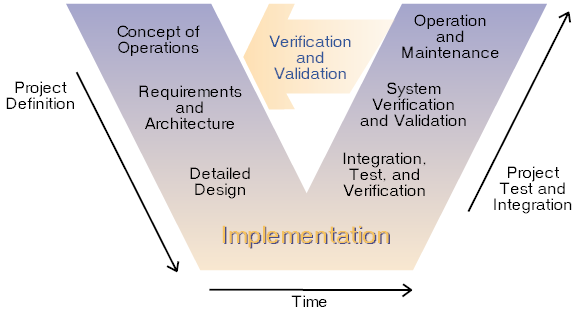 Project
Definition
Concept of
Operations
Requirements
and
Architecture
Detailed
Design
Verification
and
Validation
Operation
and
Maintenance
System
Verification
and Validation
Integration,
Test, and
Verification
Project
Test and
Integration
Implementation
Time